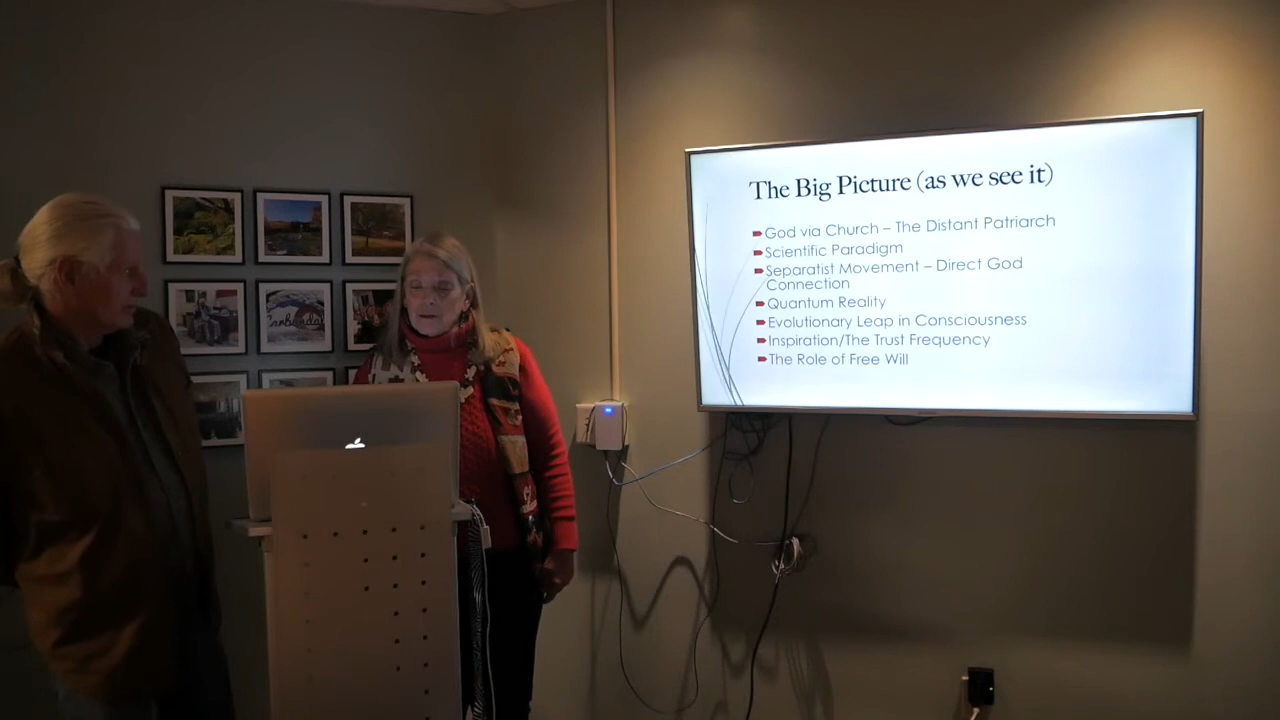 The Big Picture (as we see it)
God via Church – The Distant Patriarch
Scientific Paradigm
Separatist Movement – Direct God
Connection
Quantum Reality
Evolutionary Leap in Consciousness
Inspiration/The Trust Frequency
The Role of Free Will
Carbondale